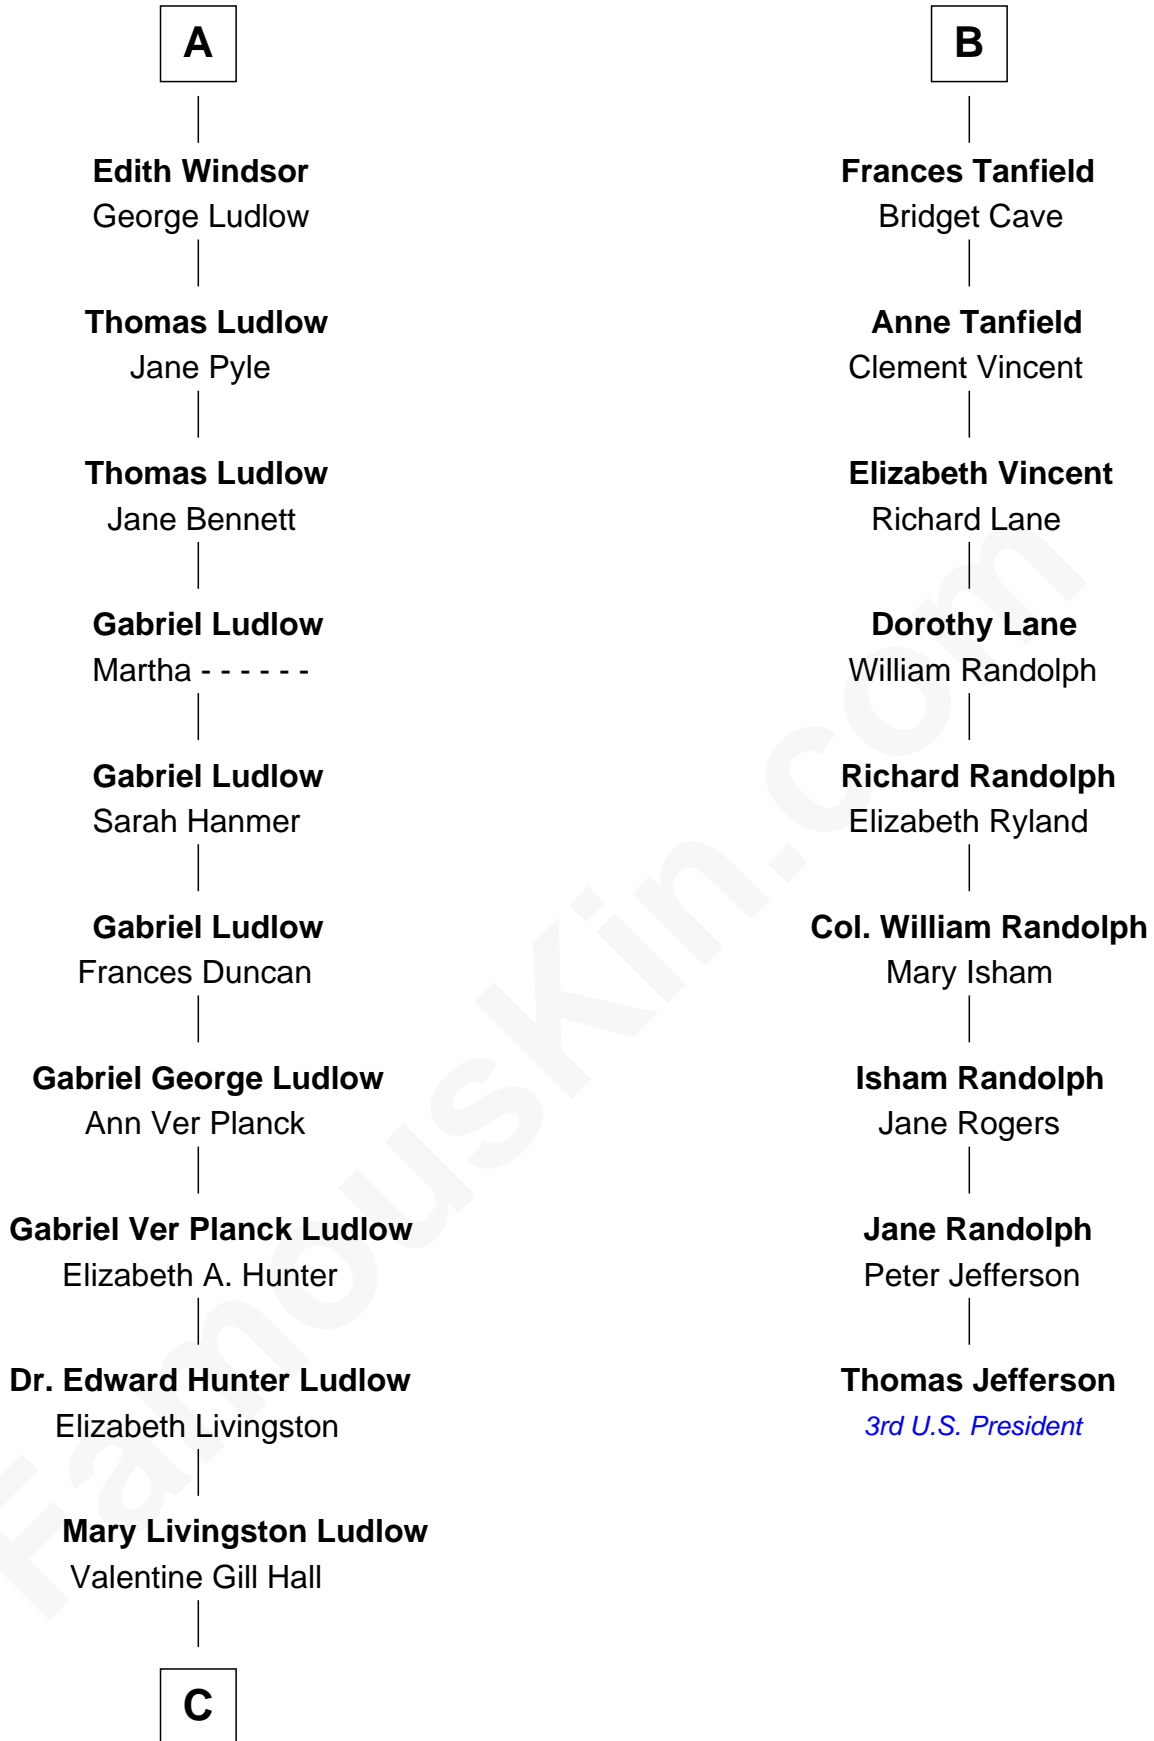 A
Edith Windsor
George Ludlow
Thomas Ludlow
Jane Pyle
Thomas Ludlow
Jane Bennett
Gabriel Ludlow
Martha - - - - - -
Gabriel Ludlow
Sarah Hanmer
Gabriel Ludlow
Frances Duncan
Gabriel George Ludlow
Ann Ver Planck
Gabriel Ver Planck Ludlow
Elizabeth A. Hunter
Dr. Edward Hunter Ludlow
Elizabeth Livingston
Mary Livingston Ludlow
Valentine Gill Hall
C
B
Frances Tanfield
Bridget Cave
Anne Tanfield
Clement Vincent
Elizabeth Vincent
Richard Lane
Dorothy Lane
William Randolph
Richard Randolph
Elizabeth Ryland
Col. William Randolph
Mary Isham
Isham Randolph
Jane Rogers
Jane Randolph
Peter Jefferson
Thomas Jefferson
3rd U.S. President
FamousKin.com